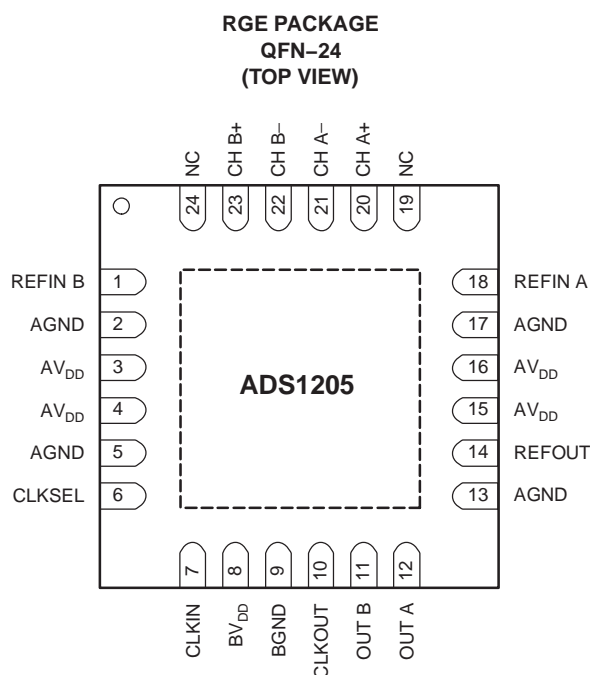 RGE PACKAGE
QFN–24
(TOP VIEW)
NC
CH B+
CH B–
CH A–
CH A+
NC
24
23
22
21
20
19
REFIN B 1
AGND 2
AVDD 3
AVDD 4
AGND 5
CLKSEL 6
ADS1205
18 REFIN A
17 AGND
16 AVDD
15 AVDD
14 REFOUT
13 AGND
7
8
9
10
11
12
CLKIN
BVDD
BGND
CLKOUT
OUT B
OUT A